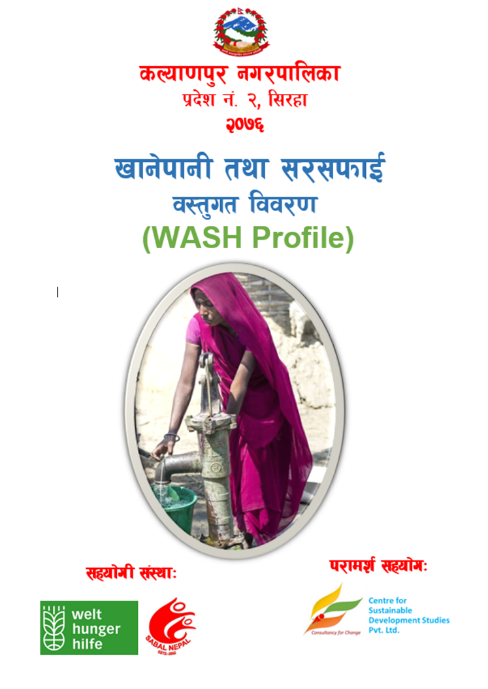 कल्याणपुर नगरपालिका
प्रदेश नं. २, सिरहा
२०७६
खानेपानी तथा सरसफाई
वस्तुगत विवरण
(WASH Profile)
सहयोगी संस्था:
परामर्श सहयोग:
welt
hunger
hilfe
SABAL NEPAL
Centre for
Sustainable
Development Studies
Pvt. Ltd.
Consultancy for Change